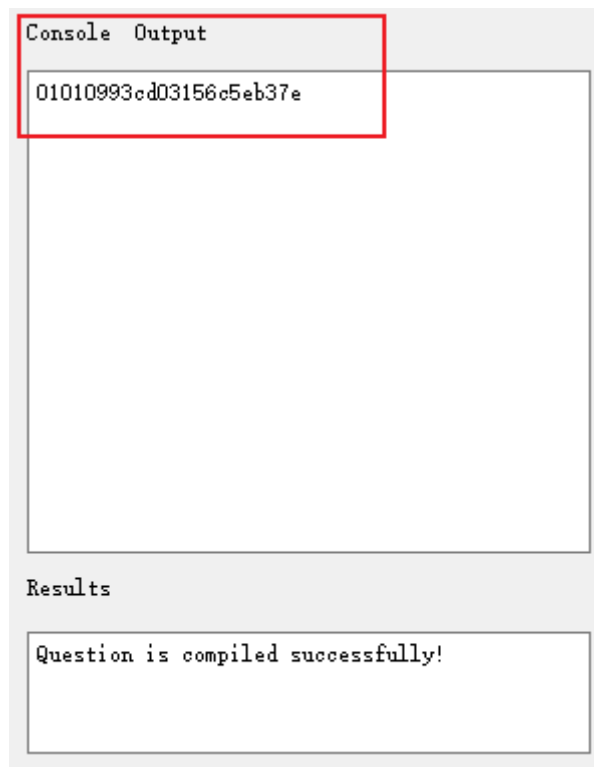 Console Output
01010993cd03156c5eb37e
Results
Question is compiled successfully!